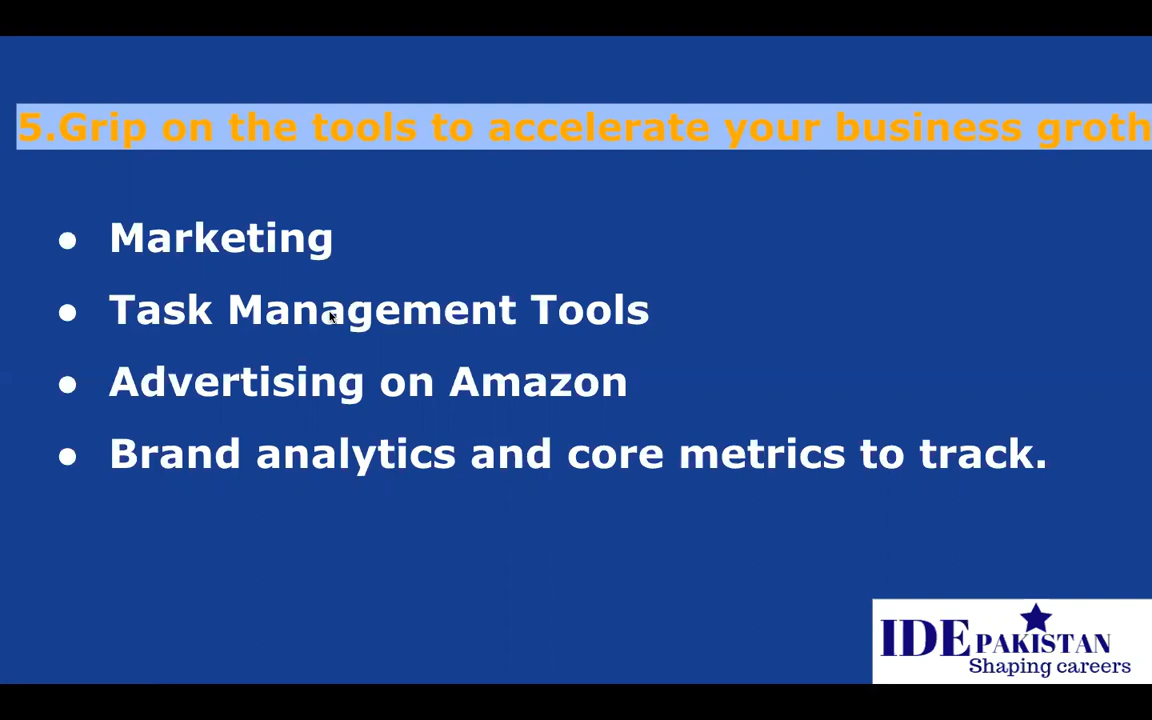 5.Grip on the tools to accelerate your business groth
● Marketing
● Task Management Tools
● Advertising on Amazon
● Brand analytics and core metrics to track.
IDE PAKISTAN
Shaping careers